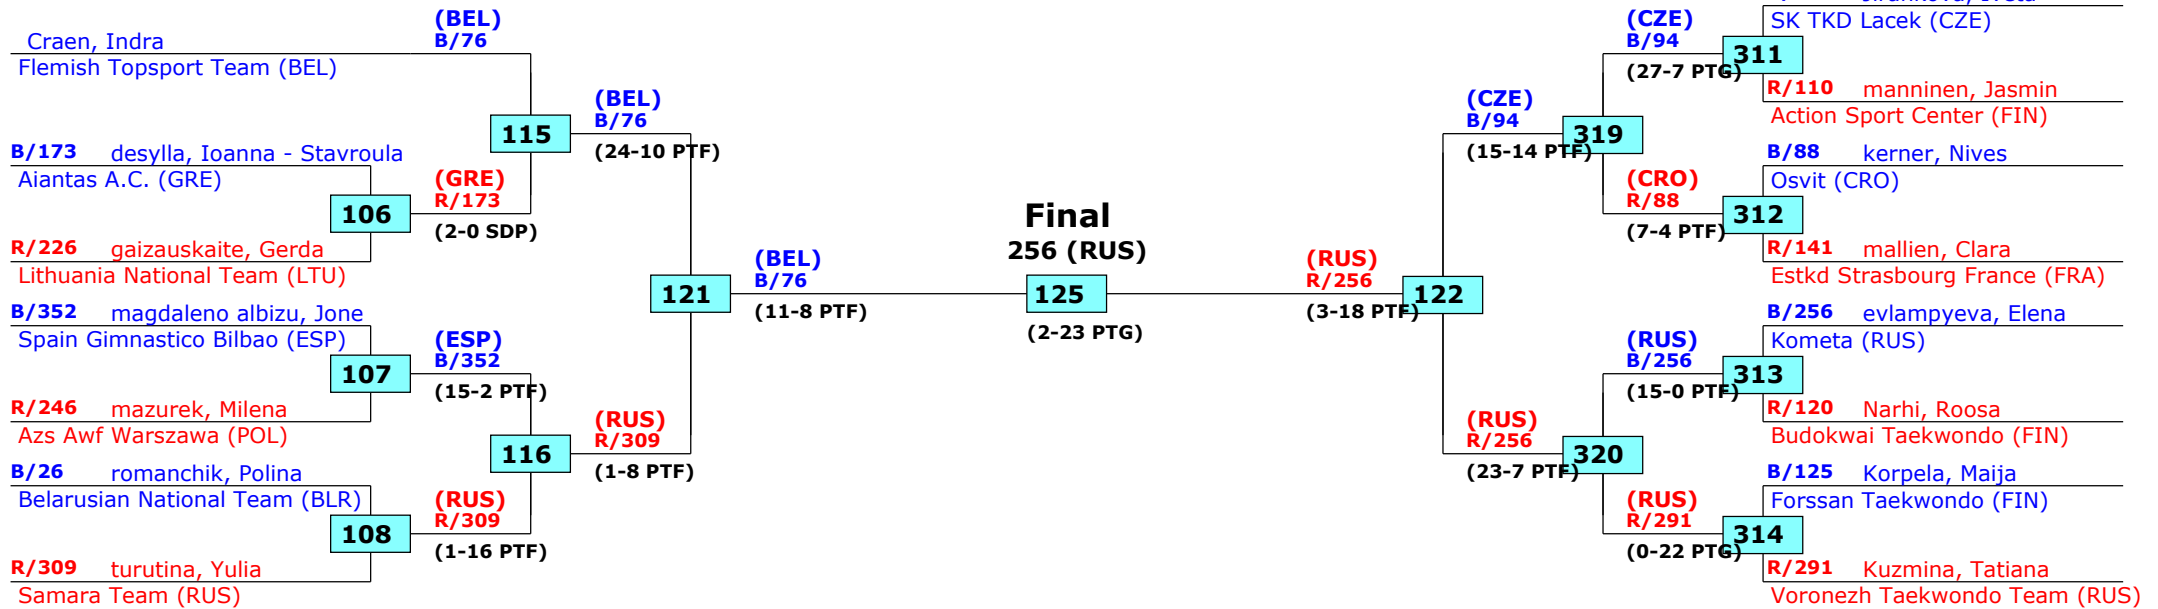 (BEL)
B/76
Craen, Indra
Flemish Topsport Team (BEL)
115
(BEL)
B/76
(24-10 PTF)
B/173 desylla, Ioanna - Stavroula
Aiantas A.C. (GRE)
106
(GRE)
R/173
(2-0 SDP)
R/226 gaizauskaite, Gerda
Lithuania National Team (LTU)
121
(BEL)
B/76
(11-8 PTF)
B/352 magdaleno albizu, Jone
Spain Gimnastico Bilbao (ESP)
107
(ESP)
B/352
(15-2 PTF)
R/246 mazurek, Milena
Azs Awf Warszawa (POL)
116
(RUS)
R/309
(1-8 PTF)
B/26 romanchik, Polina
Belarusian National Team (BLR)
108
(RUS)
R/309
(1-16 PTF)
R/309 turutina, Yulia
Samara Team (RUS)
Final
256 (RUS)
125
(2-23 PTG)
(RUS)
R/256
(3-18 PTF)
122
(CZE)
B/94
(15-14 PTF)
319
(CZE)
B/94
(27-7 PTG)
311
SK TKD Lacek (CZE)
R/110 manninen, Jasmin
Action Sport Center (FIN)
(CRO)
R/88
(7-4 PTF)
312
B/88 kerner, Nives
Osvit (CRO)
R/141 mallien, Clara
Estkd Strasbourg France (FRA)
(RUS)
R/256
(23-7 PTF)
320
(RUS)
B/256
(15-0 PTF)
313
B/256 evlampyeva, Elena
Kometa (RUS)
R/120 Narhi, Roosa
Budokwai Taekwondo (FIN)
(RUS)
R/291
(0-22 PTG)
314
B/125 Korpela, Maija
Forssan Taekwondo (FIN)
R/291 Kuzmina, Tatiana
Voronezh Taekwondo Team (RUS)